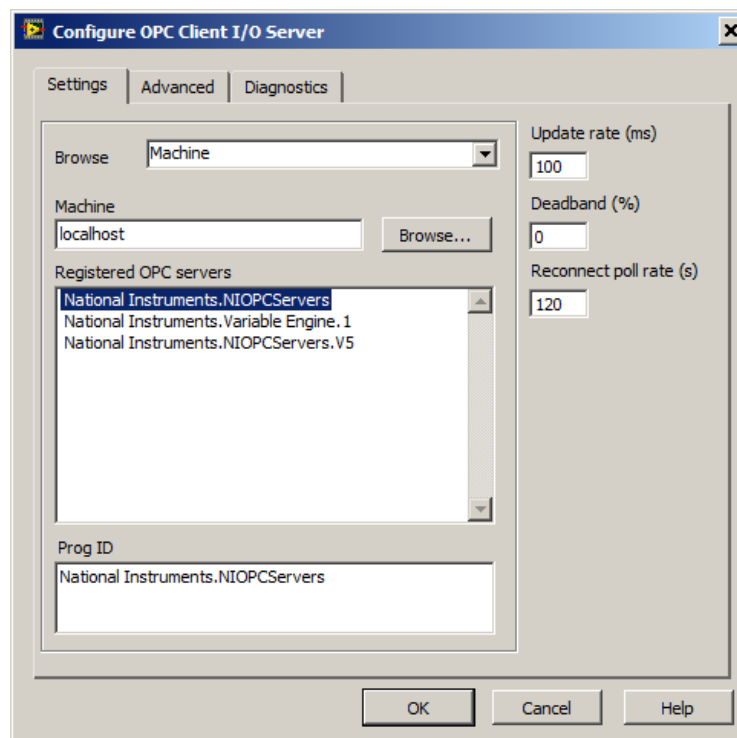 Configure OPC Client I/O Server
Settings
Advanced
Diagnostics
Browse
Machine
Machine
localhost
Browse...
Registered OPC servers
National Instruments.NIOPCServers
National Instruments.Variable Engine.1
National Instruments.NIOPCServers.V5
Prog ID
National Instruments.NIOPCServers
Update rate (ms)
100
Deadband (%)
0
Reconnect poll rate (s)
120
OK
Cancel
Help